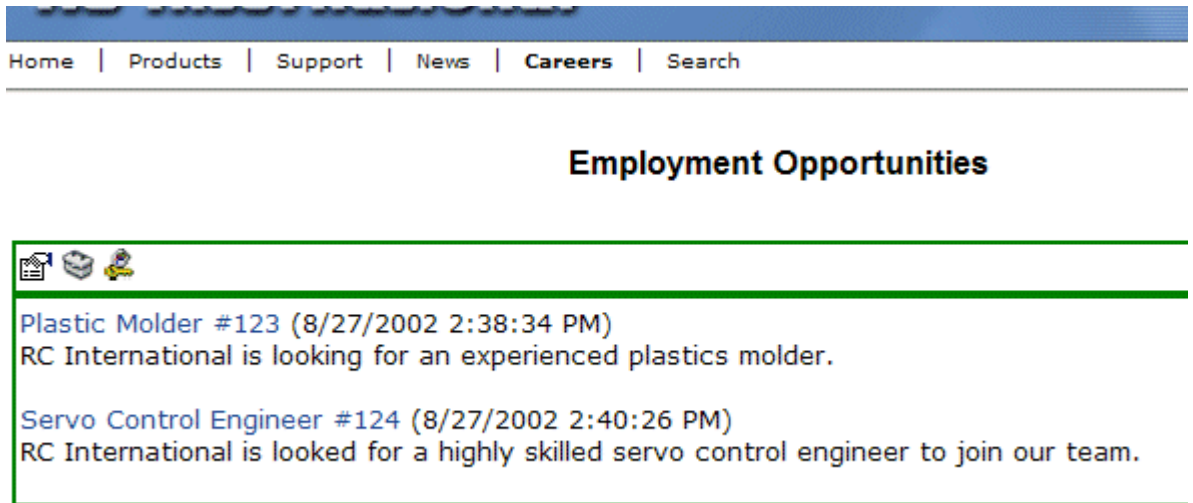 Home | Products | Support | News | Careers | Search
Employment Opportunities
Plastic Molder #123 (8/27/2002 2:38:34 PM)
RC International is looking for an experienced plastics molder.
Servo Control Engineer #124 (8/27/2002 2:40:26 PM)
RC International is looked for a highly skilled servo control engineer to join our team.